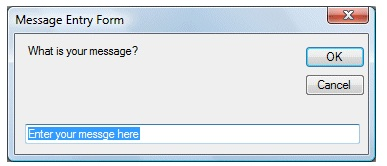 Message Entry Form
What is your message?
OK
Cancel
Enter your messge here